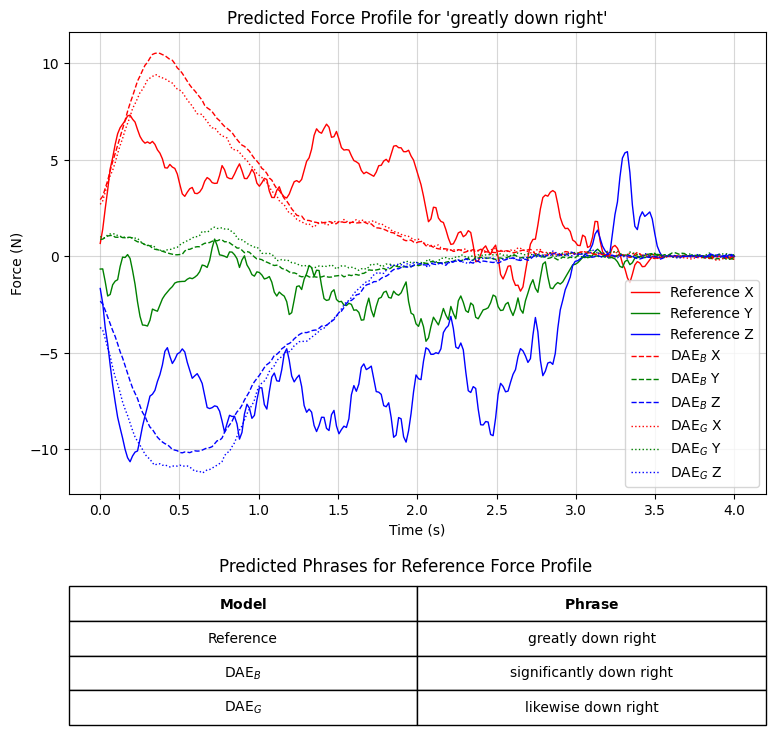 Predicted Force Profile for 'greatly down right'
Force (N)
10
5
0
−5
−10
0.0 0.5 1.0 1.5 2.0 2.5 3.0 3.5 4.0
Time (s)
Reference X
Reference Y
Reference Z
DAE_B X
DAE_B Y
DAE_B Z
DAE_G X
DAE_G Y
DAE_G Z
Predicted Phrases for Reference Force Profile
Model Phrase
Reference greatly down right
DAE_B significantly down right
DAE_G likewise down right